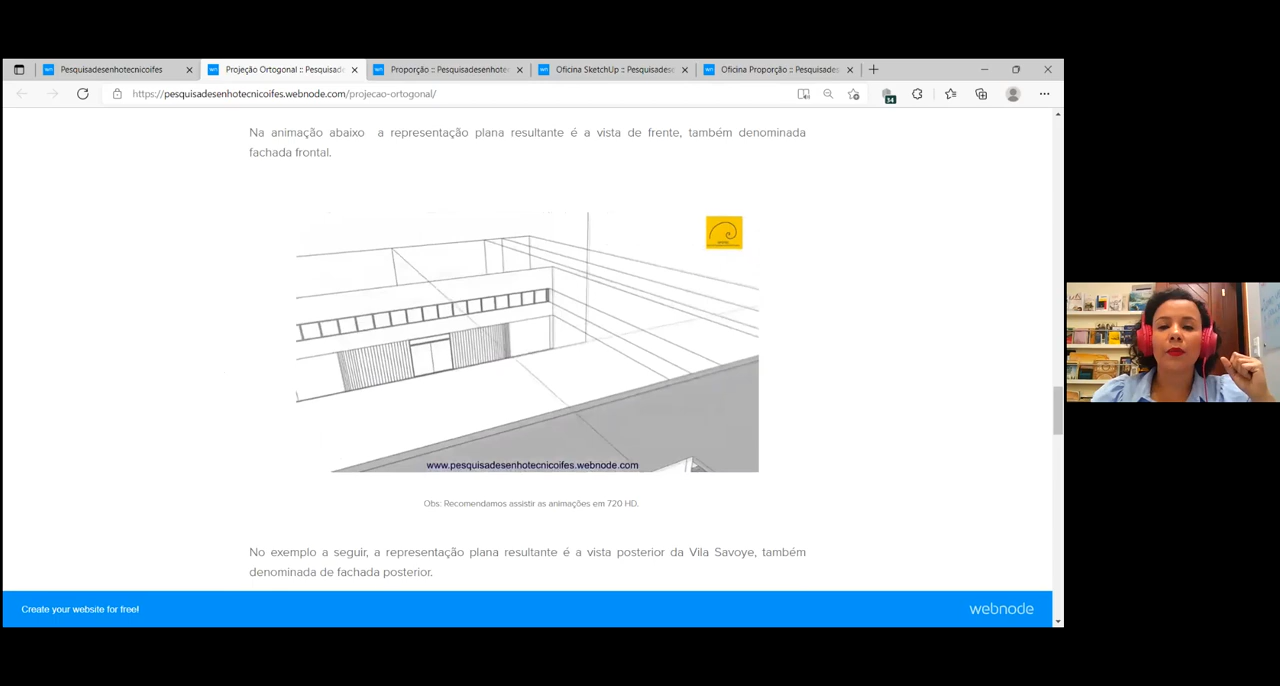 Pesquisadesenhotecnicoifes
Projeção Ortogonal :: Pesquisade
Proporção :: Pesquisadesenhote
Oficina SketchUp :: Pesquisades
Oficina Proporção :: Pesquisades
https://pesquisadesenhotecnicoifes.webnode.com/projecao-ortogonal/
34
Na animação abaixo a representação plana resultante é a vista de frente, também denominada
fachada frontal.
www.pesquisadesenhotecnicoifes.webnode.com
Obs: Recomendamos assistir as animações em 720 HD.
No exemplo a seguir, a representação plana resultante é a vista posterior da Vila Savoye, também
denominada de fachada posterior.
Create your website for free!
webnode